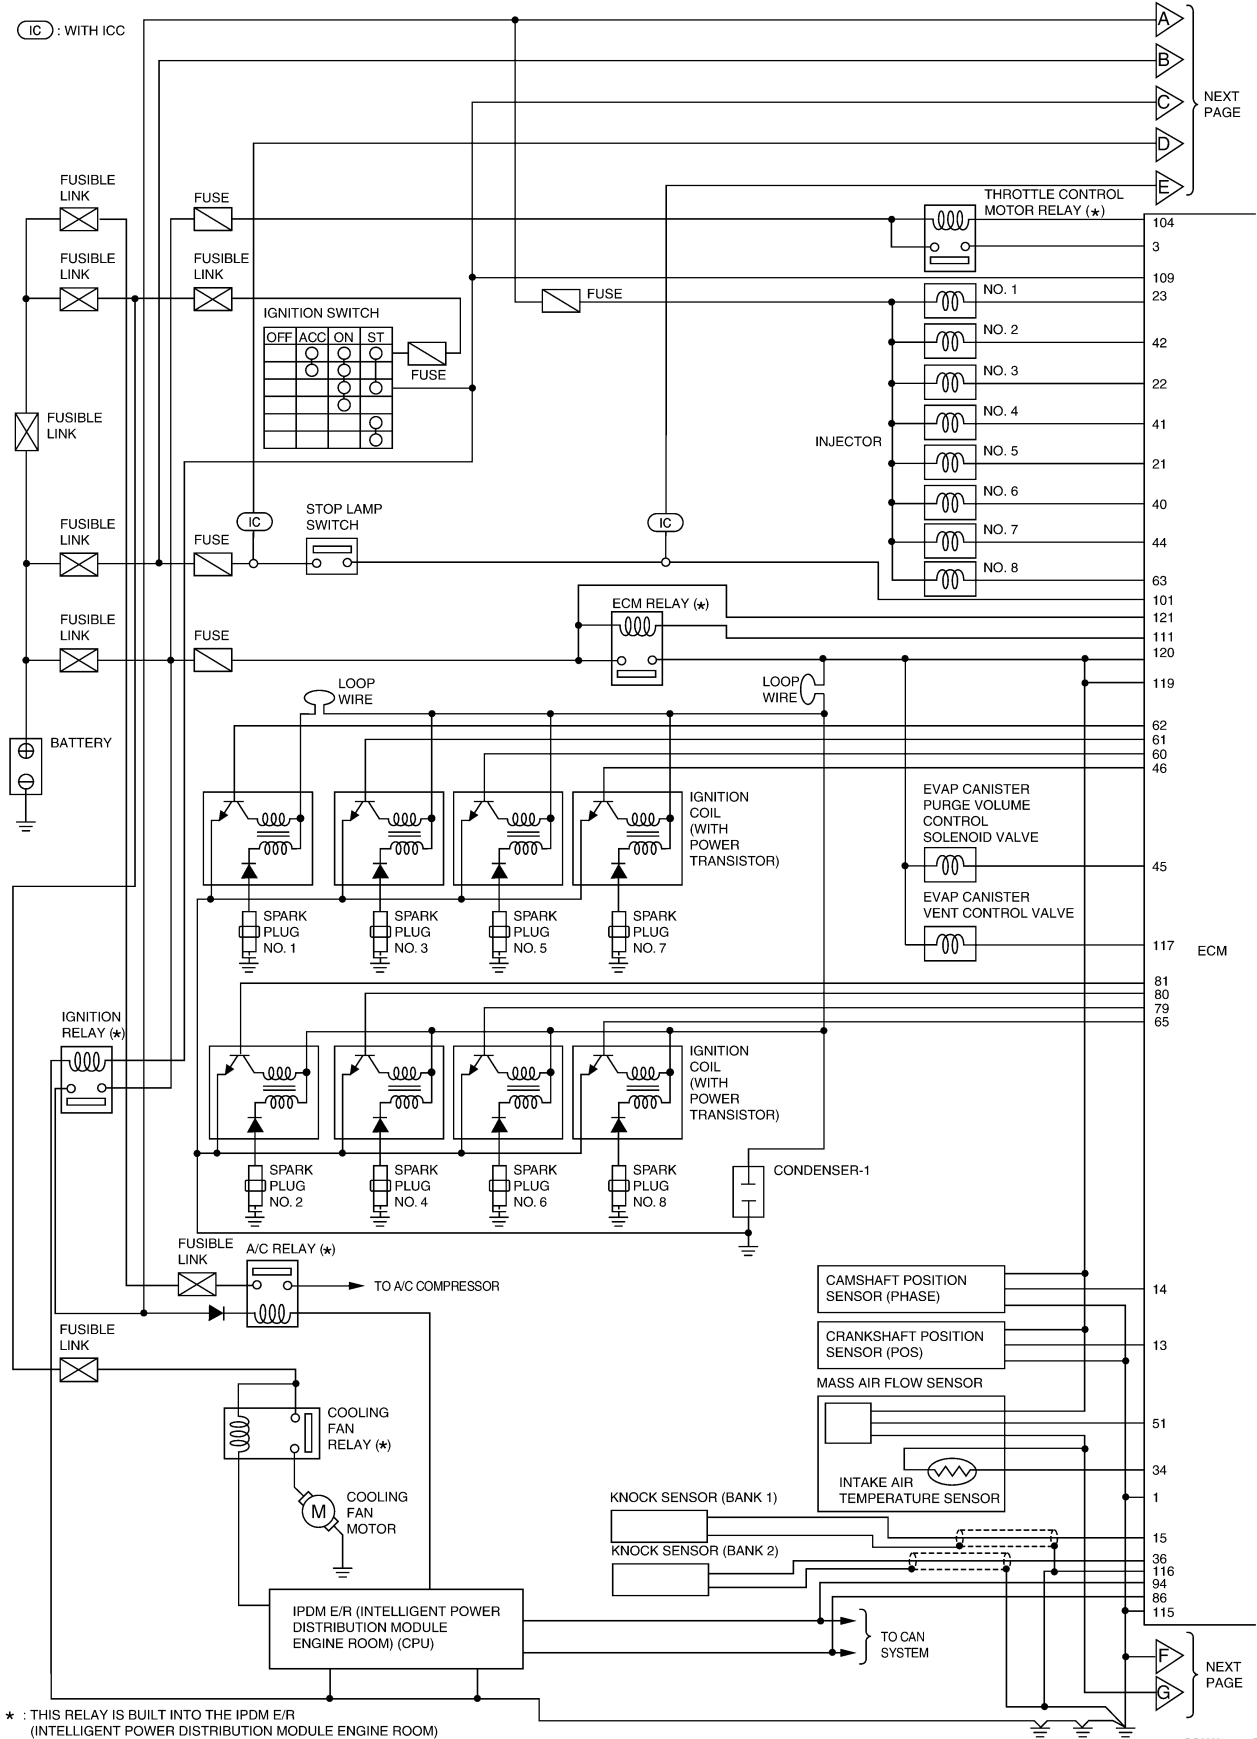 IC : WITH ICC
A
B
C
D
E
NEXT
PAGE
FUSIBLE
LINK
FUSE
THROTTLE CONTROL
MOTOR RELAY (*)
104
3
109
FUSIBLE
LINK
FUSIBLE
LINK
FUSE
NO. 1
23
IGNITION SWITCH
OFF ACC ON ST
FUSE
NO. 2
42
NO. 3
22
NO. 4
41
INJECTOR
NO. 5
21
NO. 6
40
NO. 7
44
NO. 8
63
FUSIBLE
LINK
IC
STOP LAMP
SWITCH
IC
FUSIBLE
LINK
FUSE
101
121
111
120
119
ECM RELAY (*)
FUSIBLE
LINK
FUSE
LOOP
WIRE
LOOP
WIRE
BATTERY
62
61
60
46
IGNITION
COIL
(WITH
POWER
TRANSISTOR)
EVAP CANISTER
PURGE VOLUME
CONTROL
SOLENOID VALVE
45
EVAP CANISTER
VENT CONTROL VALVE
117
ECM
SPARK
PLUG
NO. 1
SPARK
PLUG
NO. 3
SPARK
PLUG
NO. 5
SPARK
PLUG
NO. 7
81
80
79
65
IGNITION
RELAY (*)
IGNITION
COIL
(WITH
POWER
TRANSISTOR)
SPARK
PLUG
NO. 2
SPARK
PLUG
NO. 4
SPARK
PLUG
NO. 6
SPARK
PLUG
NO. 8
CONDENSER-1
FUSIBLE
LINK
A/C RELAY (*)
TO A/C COMPRESSOR
FUSIBLE
LINK
CAMSHAFT POSITION
SENSOR (PHASE)
14
CRANKSHAFT POSITION
SENSOR (POS)
13
MASS AIR FLOW SENSOR
51
34
INTAKE AIR
TEMPERATURE SENSOR
1
COOLING
FAN
RELAY (*)
M
COOLING
FAN
MOTOR
KNOCK SENSOR (BANK 1)
15
KNOCK SENSOR (BANK 2)
36
116
94
86
115
IPDM E/R (INTELLIGENT POWER
DISTRIBUTION MODULE
ENGINE ROOM) (CPU)
TO CAN
SYSTEM
F
G
NEXT
PAGE
* : THIS RELAY IS BUILT INTO THE IPDM E/R
(INTELLIGENT POWER DISTRIBUTION MODULE ENGINE ROOM)